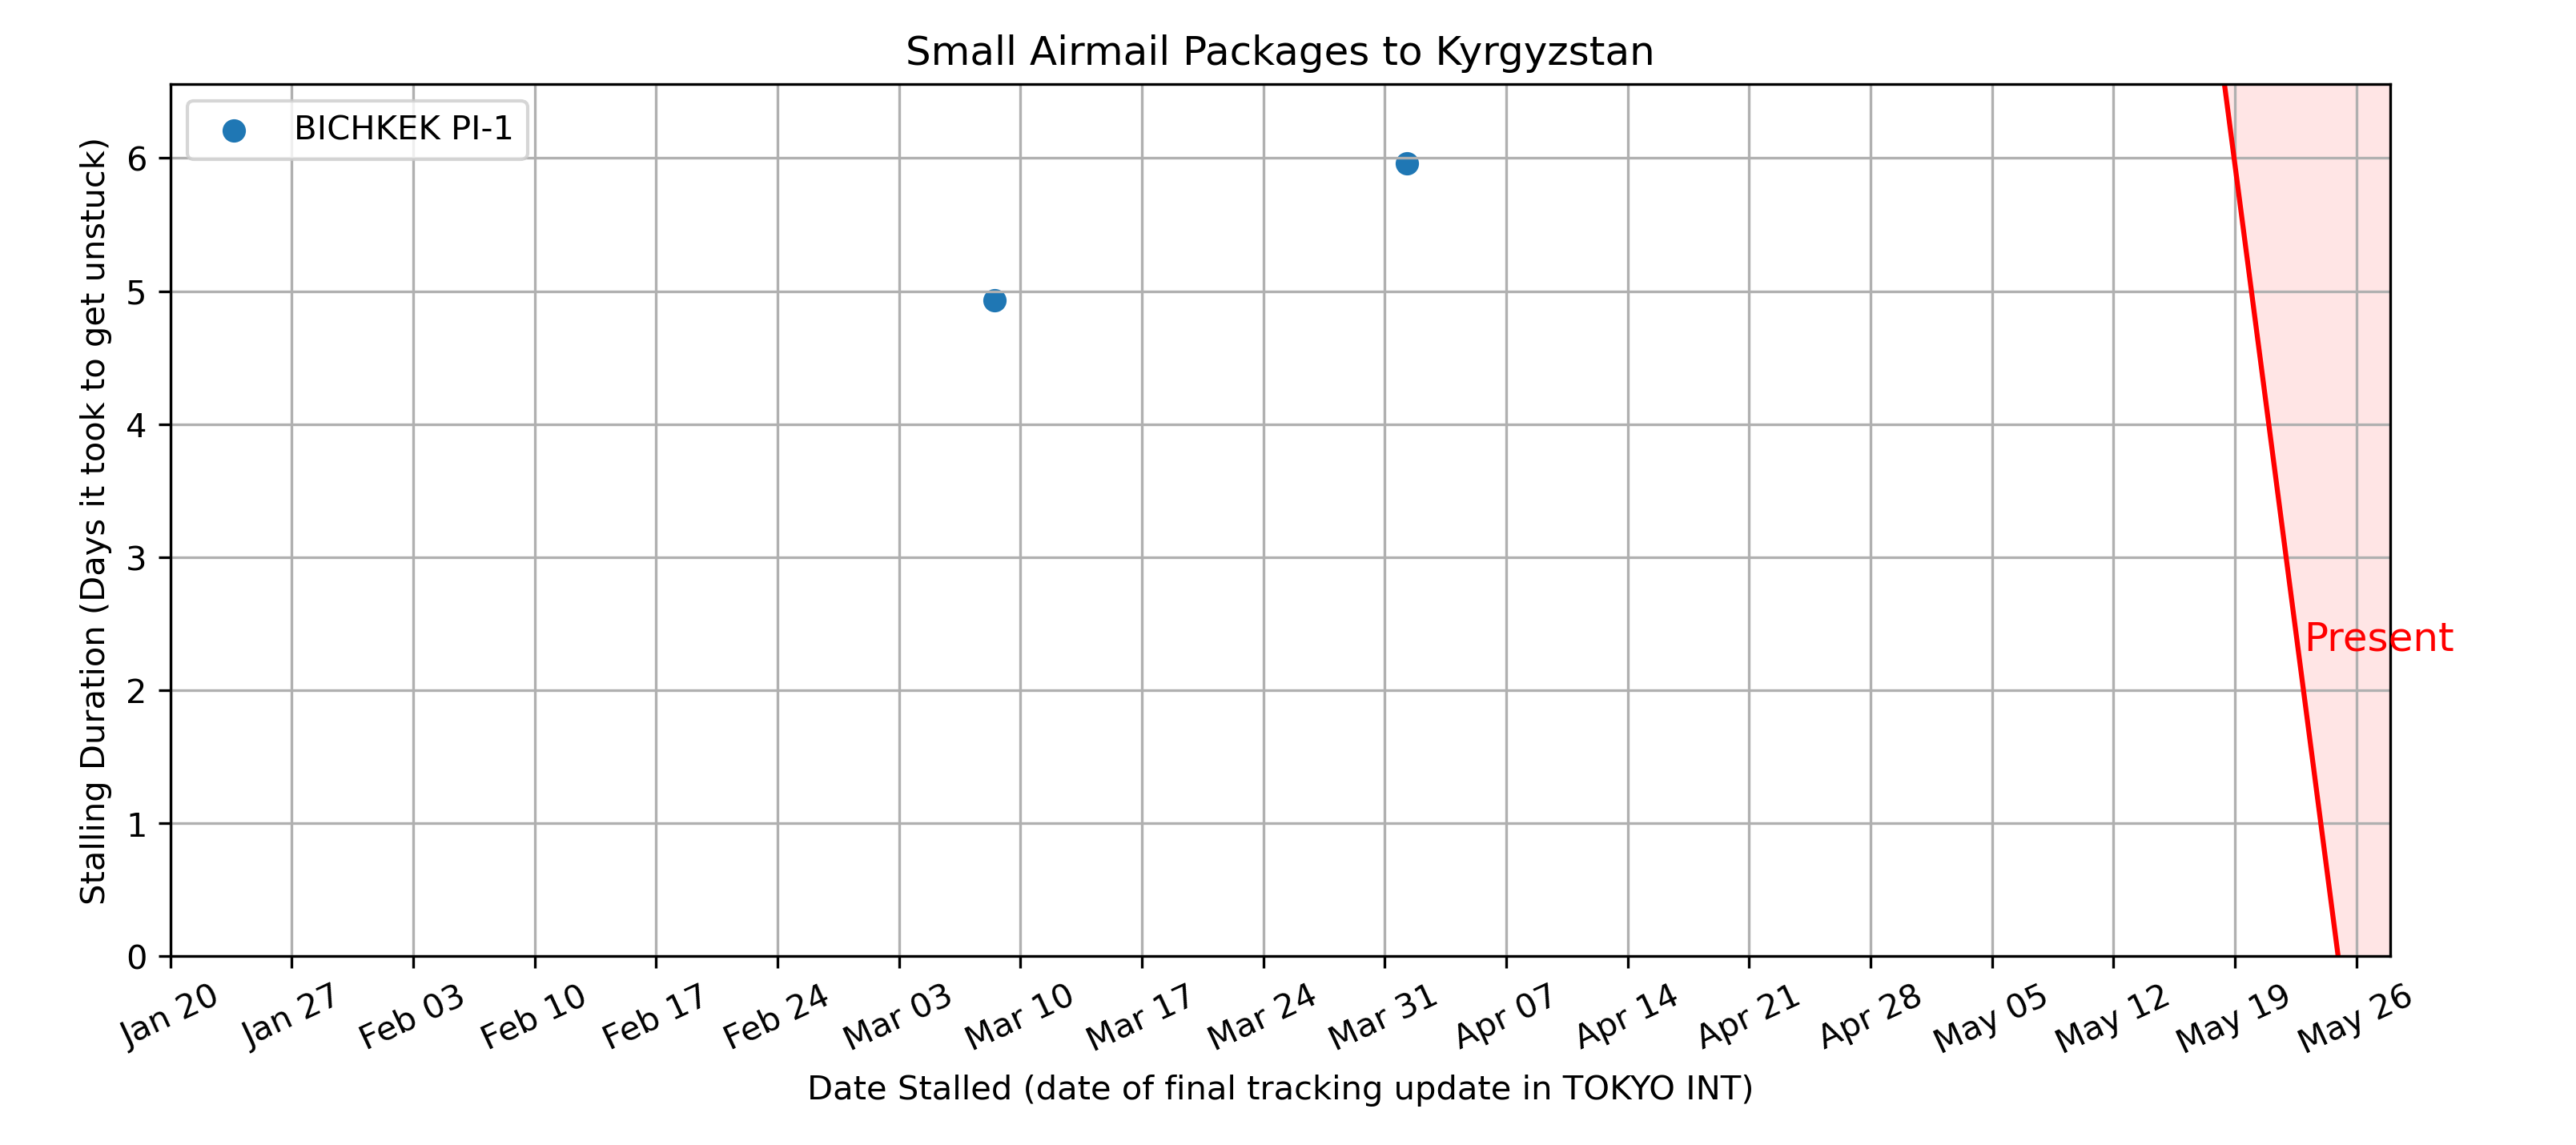 Small Airmail Packages to Kyrgyzstan
BICHKEK PI-1
Stalling Duration (Days it took to get unstuck)
6
5
4
3
2
1
0
Present
Jan 20 Jan 27 Feb 03 Feb 10 Feb 17 Feb 24 Mar 03 Mar 10 Mar 17 Mar 24 Mar 31 Apr 07 Apr 14 Apr 21 Apr 28 May 05 May 12 May 19 May 26
Date Stalled (date of final tracking update in TOKYO INT)